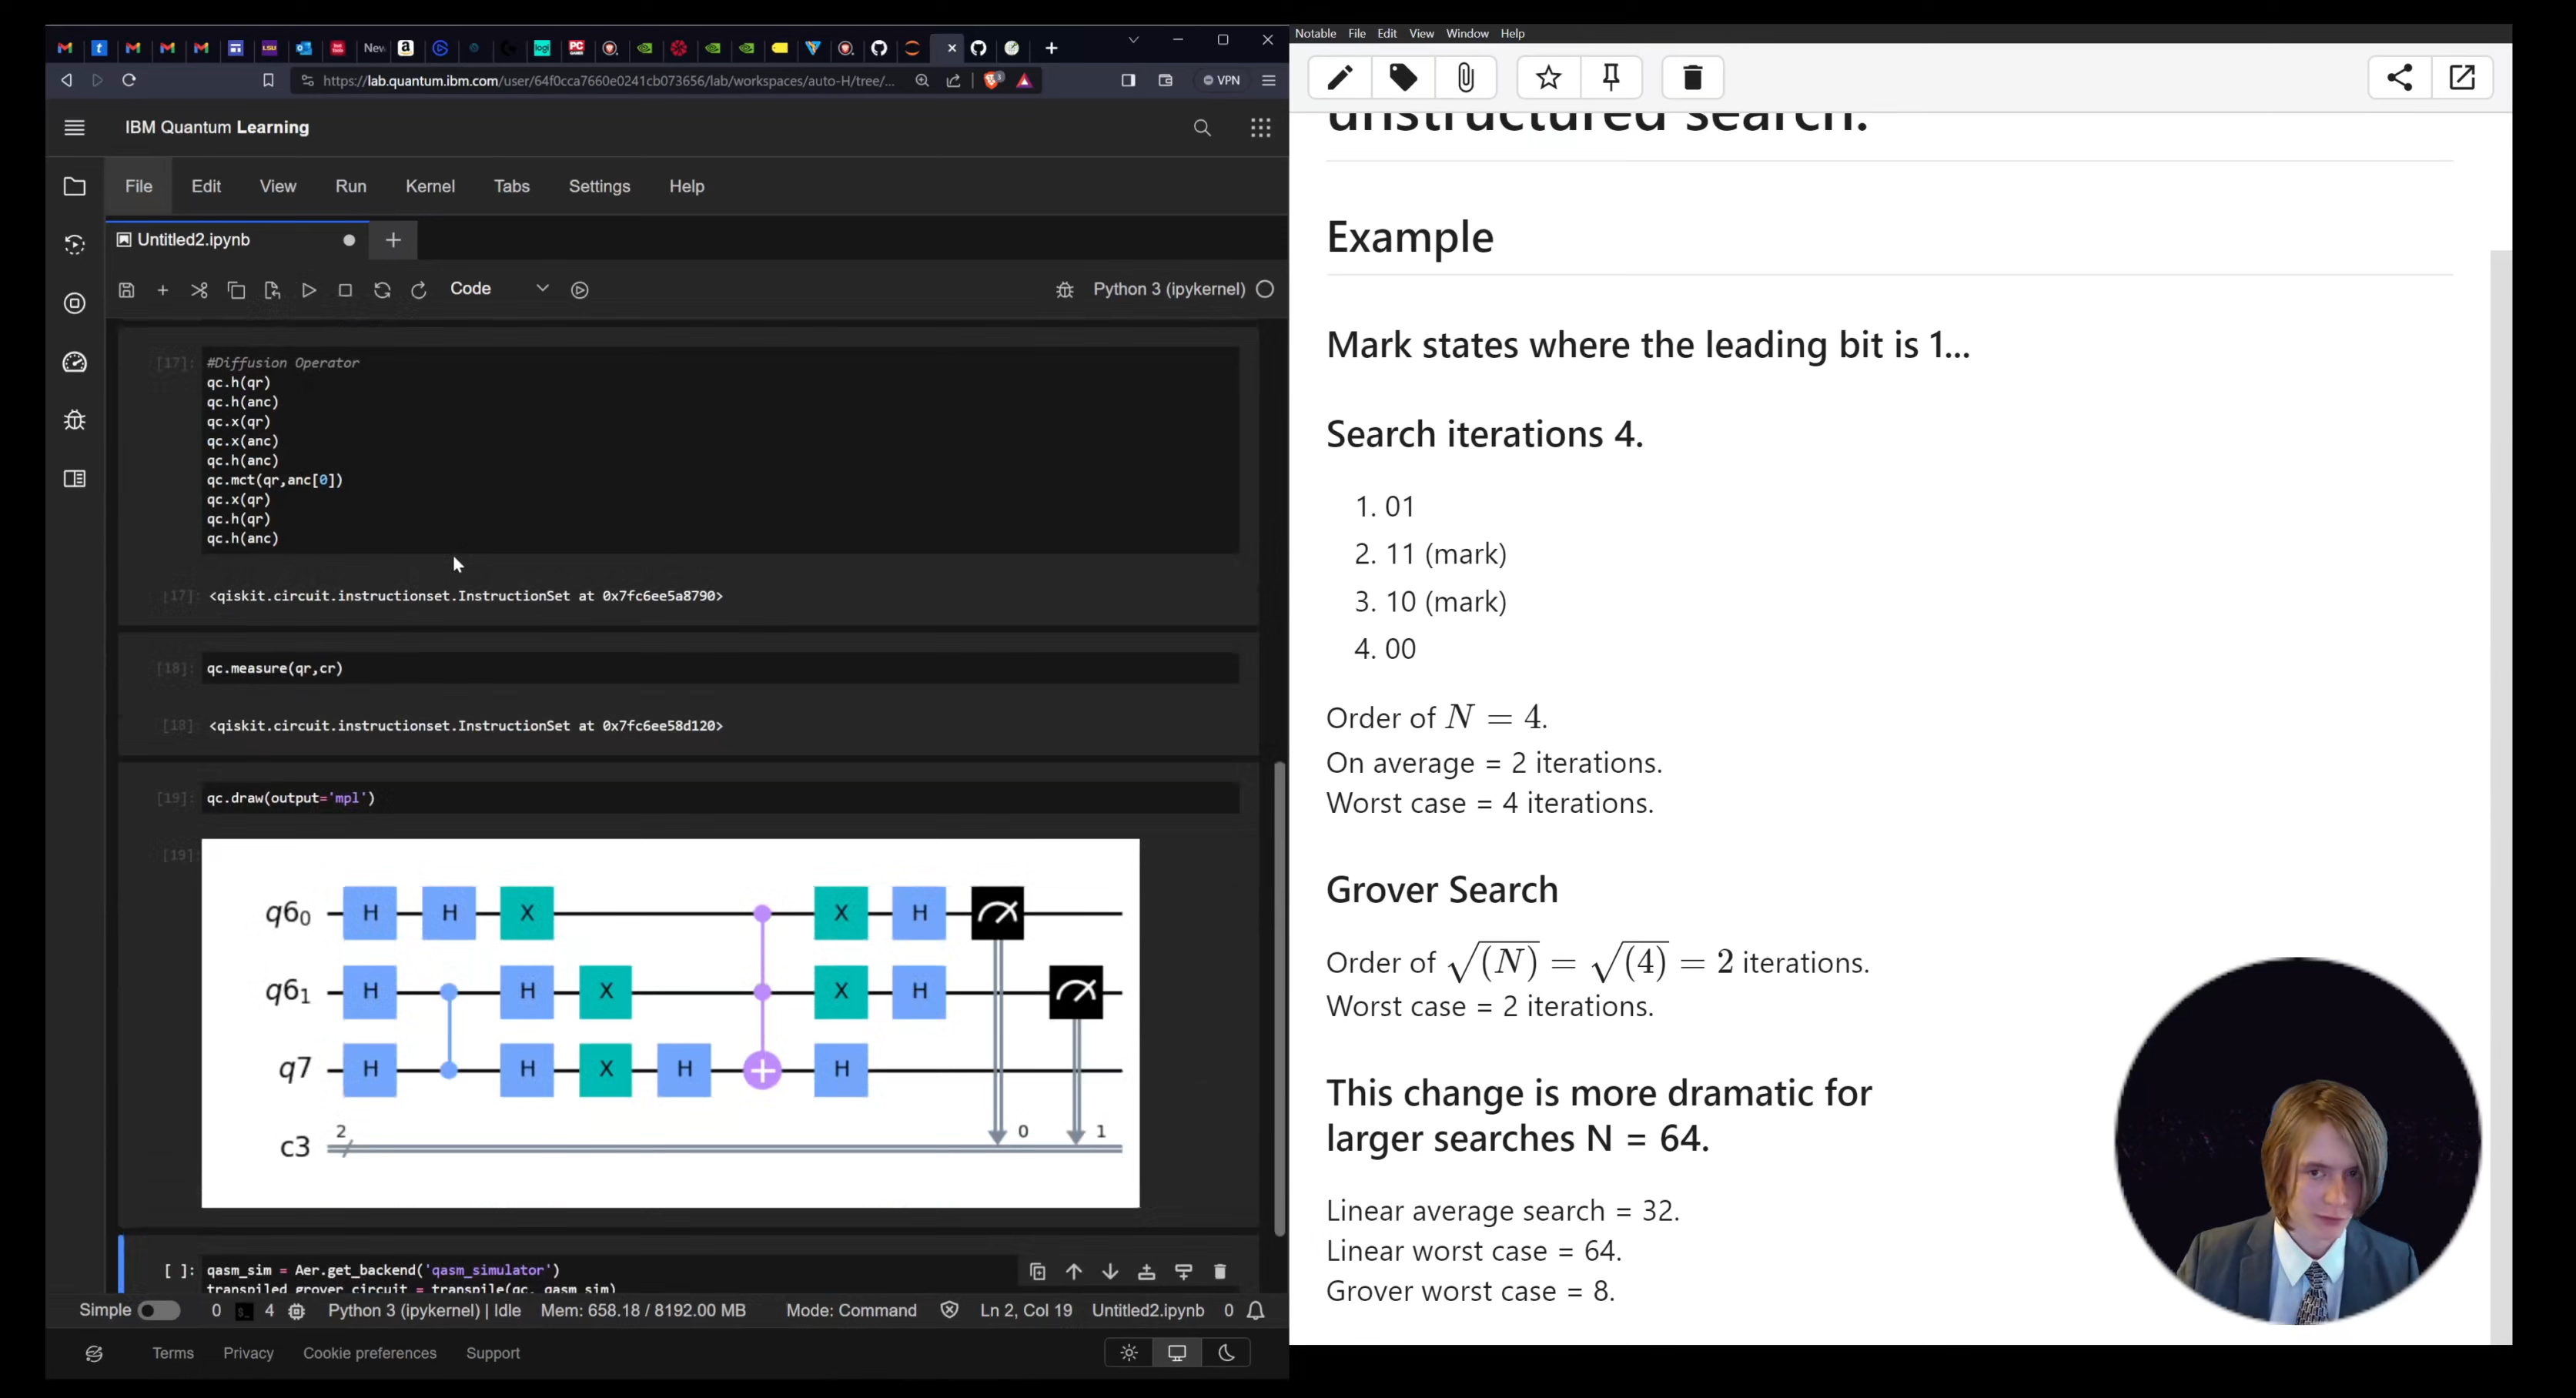 New
https://lab.quantum.ibm.com/user/64f0cca7660e0241cb073656/lab/workspaces/auto-H/tree/...
VPN
IBM Quantum Learning
File Edit View Run Kernel Tabs Settings Help
Untitled2.ipynb
Code
Python 3 (ipykernel)
[17]: #Diffusion Operator
qc.h(qr)
qc.h(anc)
qc.x(qr)
qc.x(anc)
qc.h(anc)
qc.mct(qr,anc[0])
qc.x(qr)
qc.h(qr)
qc.h(anc)
[17]: <qiskit.circuit.instructionset.InstructionSet at 0x7fc6ee5a8790>
[18]: qc.measure(qr,cr)
[18]: <qiskit.circuit.instructionset.InstructionSet at 0x7fc6ee58d120>
[19]: qc.draw(output='mpl')
[19]:
q6₀ H H X X H
q6₁ H H X X H
q7 H H X H H
c3 2 0 1
[ ]: qasm_sim = Aer.get_backend('qasm_simulator')
transpiled_grover_circuit = transpile(qc, qasm_sim)
Simple 0 4 Python 3 (ipykernel) | Idle Mem: 658.18 / 8192.00 MB Mode: Command Ln 2, Col 19 Untitled2.ipynb 0
Terms Privacy Cookie preferences Support
Notable File Edit View Window Help
unstructured search.
Example
Mark states where the leading bit is 1...
Search iterations 4.
1. 01
2. 11 (mark)
3. 10 (mark)
4. 00
Order of N = 4.
On average = 2 iterations.
Worst case = 4 iterations.
Grover Search
Order of √(N) = √(4) = 2 iterations.
Worst case = 2 iterations.
This change is more dramatic for
larger searches N = 64.
Linear average search = 32.
Linear worst case = 64.
Grover worst case = 8.